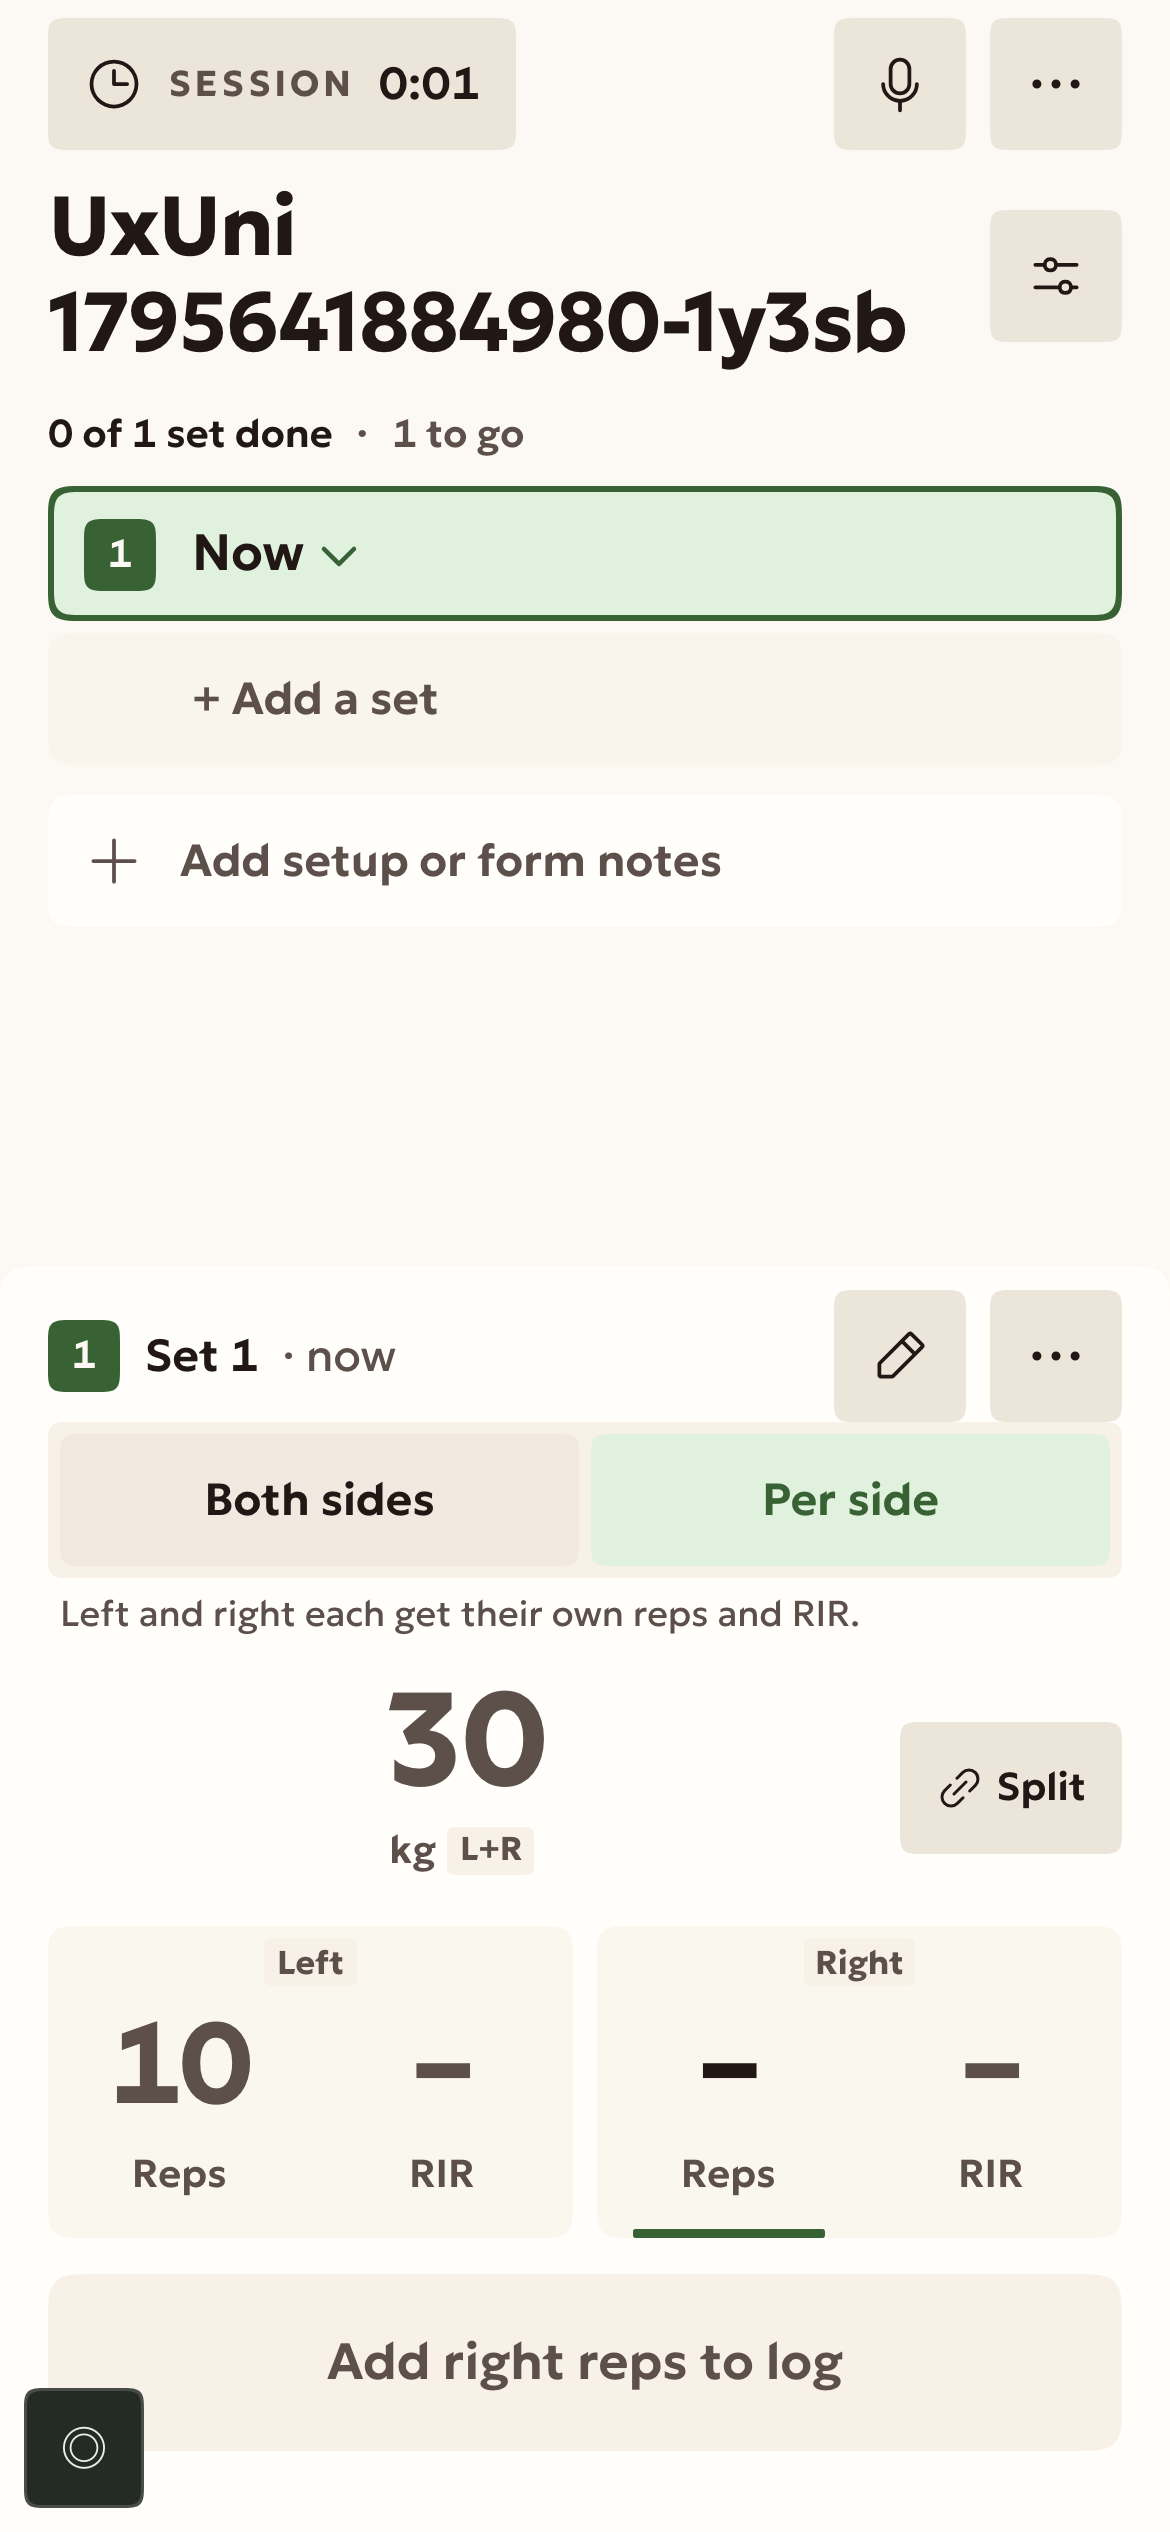 SESSION 0:01
UxUni
1795641884980-1y3sb
0 of 1 set done · 1 to go
1 Now
+ Add a set
Add setup or form notes
1 Set 1 · now
Both sides Per side
Left and right each get their own reps and RIR.
30
kg L+R
Split
Left Right
10 – – –
Reps RIR Reps RIR
Add right reps to log